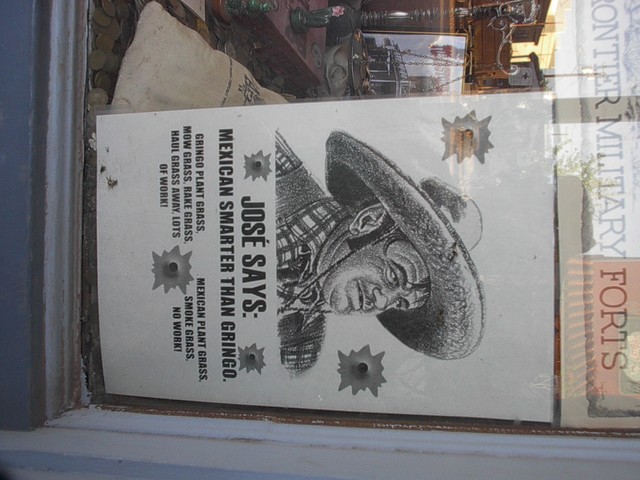 JOSÉ SAYS:
MEXICAN SMARTER THAN GRINGO.
GRINGO PLANT GRASS,
MOW GRASS, RAKE GRASS,
HAUL GRASS AWAY, LOTS
OF WORK!
MEXICAN PLANT GRASS,
SMOKE GRASS,
NO WORK!
FRONTIER MILITARY
FORTS